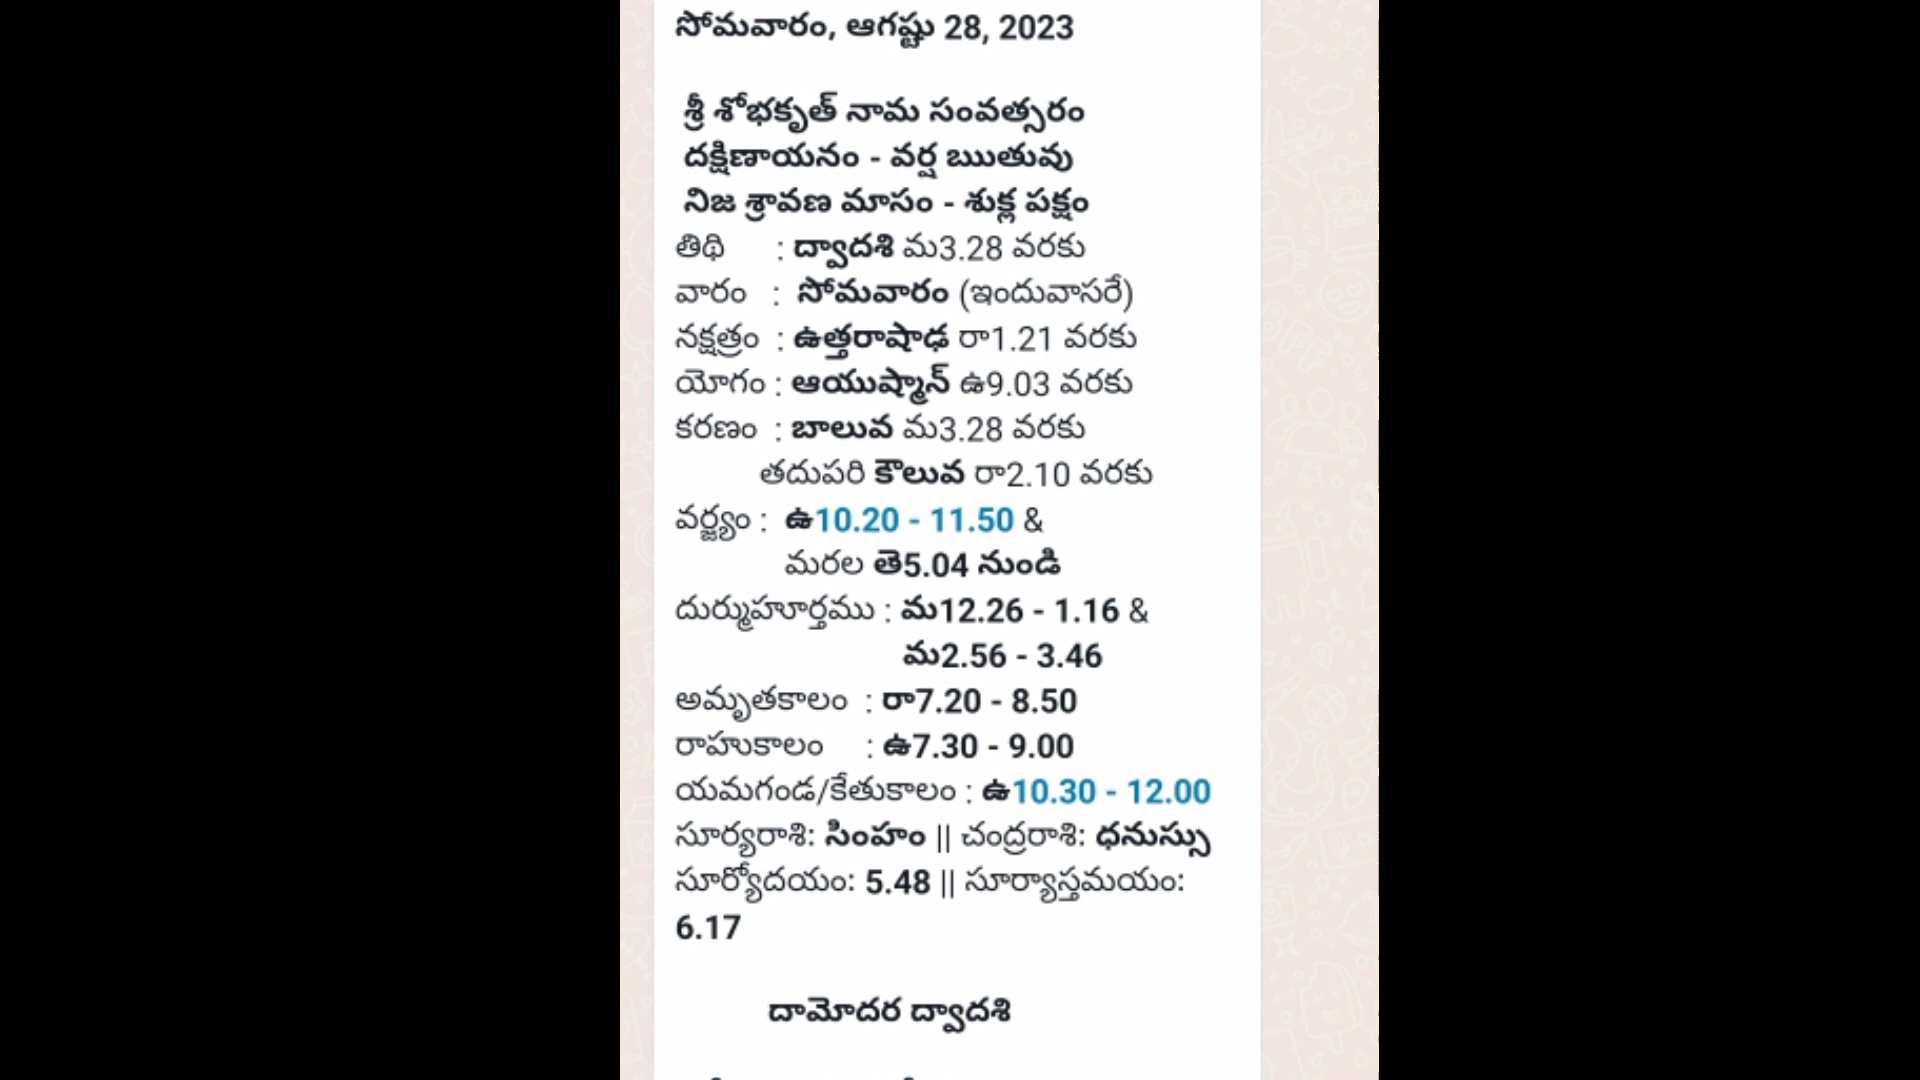 సోమవారం, ఆగష్టు 28, 2023
శ్రీ శోభకృత్ నామ సంవత్సరం
దక్షిణాయనం - వర్ష ఋతువు
నిజ శ్రావణ మాసం - శుక్ల పక్షం
తిథి : ద్వాదశి మ3.28 వరకు
వారం : సోమవారం (ఇందువాసరే)
నక్షత్రం : ఉత్తరాషాఢ రా1.21 వరకు
యోగం : ఆయుష్మాన్ ఉ9.03 వరకు
కరణం : బాలువ మ3.28 వరకు
తదుపరి కౌలువ రా2.10 వరకు
వర్జ్యం : ఉ10.20 - 11.50 &
మరల తె5.04 నుండి
దుర్ముహూర్తము : మ12.26 - 1.16 &
మ2.56 - 3.46
అమృతకాలం : రా7.20 - 8.50
రాహుకాలం : ఉ7.30 - 9.00
యమగండ/కేతుకాలం : ఉ10.30 - 12.00
సూర్యరాశి: సింహం || చంద్రరాశి: ధనుస్సు
సూర్యోదయం: 5.48 || సూర్యాస్తమయం:
6.17
దామోదర ద్వాదశి